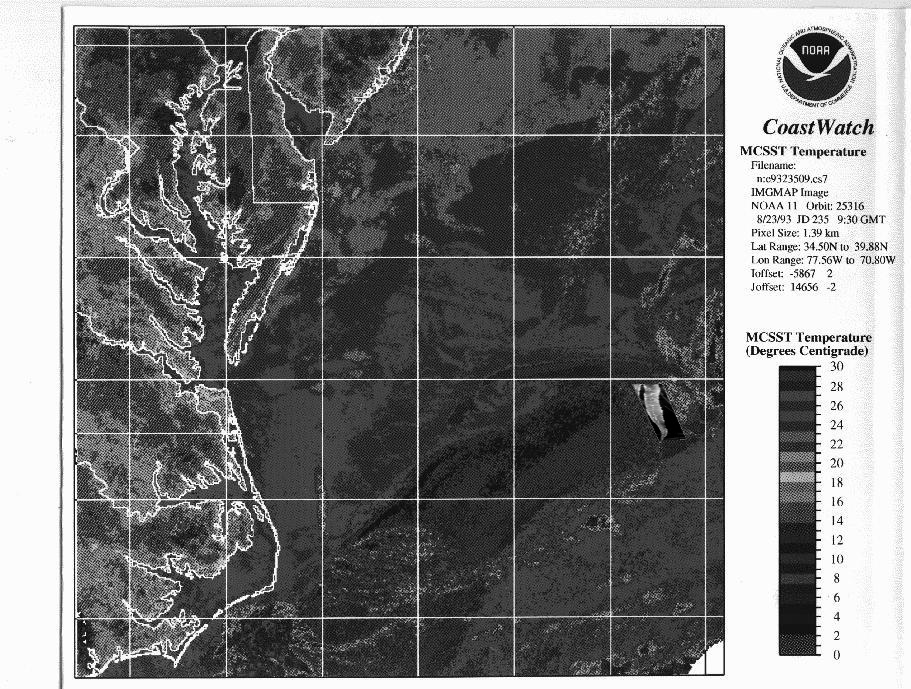 NATIONAL OCEANIC AND ATMOSPHERIC ADMINISTRATION
U.S. DEPARTMENT OF COMMERCE
NOAA
CoastWatch
MCSST Temperature
Filename:
n:c9323509.cs7
IMGMAP Image
NOAA 11 Orbit: 25316
8/23/93 JD 235 9:30 GMT
Pixel Size: 1.39 km
Lat Range: 34.50N to 39.88N
Lon Range: 77.56W to 70.80W
Ioffset: -5867 2
Joffset: 14656 -2
MCSST Temperature
(Degrees Centigrade)
30
28
26
24
22
20
18
16
14
12
10
8
6
4
2
0